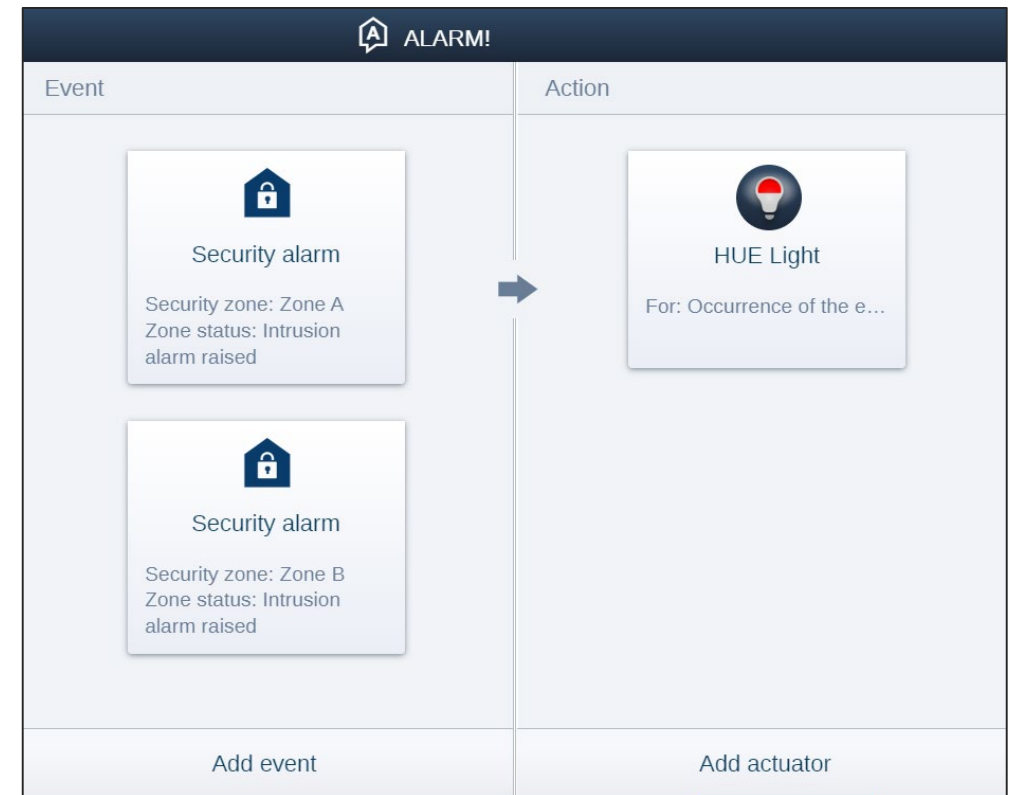 ALARM!
Event
Action
Security alarm
Security zone: Zone A
Zone status: Intrusion
alarm raised
HUE Light
For: Occurrence of the e…
Security alarm
Security zone: Zone B
Zone status: Intrusion
alarm raised
Add event
Add actuator